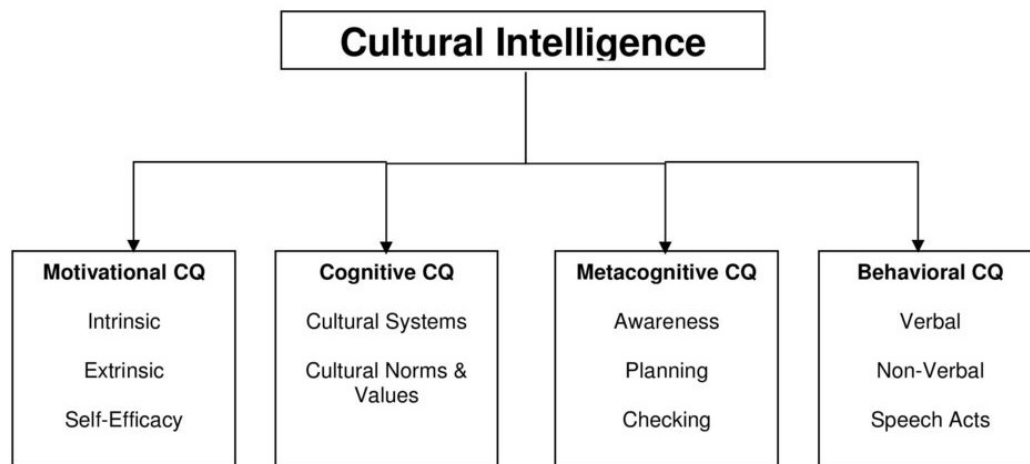 Cultural Intelligence
Motivational CQ
Intrinsic
Extrinsic
Self-Efficacy
Cognitive CQ
Cultural Systems
Cultural Norms &
Values
Metacognitive CQ
Awareness
Planning
Checking
Behavioral CQ
Verbal
Non-Verbal
Speech Acts